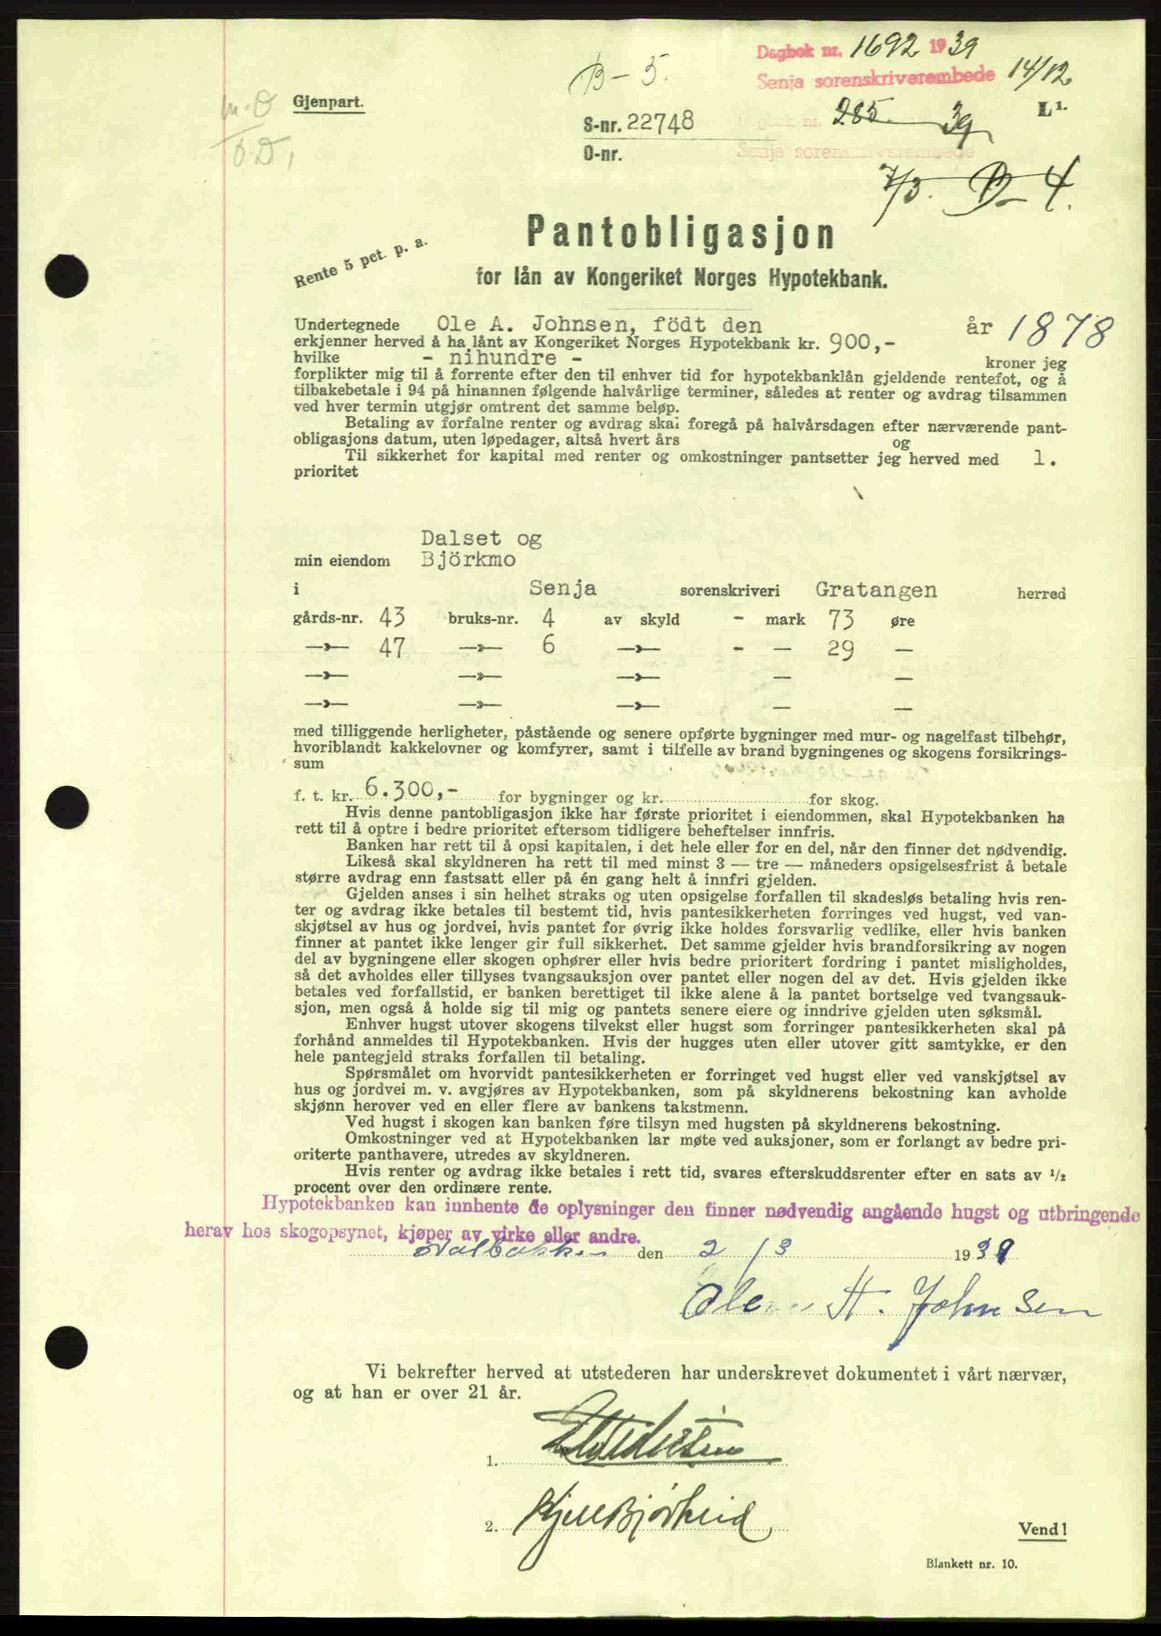 Dagbok nr. 1692 1939
Senja sorenskriverembede 14/12
B - 5.
Gjenpart.
S-nr. 22748
Dagbok nr. 285 39
L¹.
O-nr.
Senja sorenskriverembede
7/3. B - 4.
Pantobligasjon
Rente 5 pct. p. a.
for lån av Kongeriket Norges Hypotekbank.
Undertegnede Ole A. Johnsen, födt den år 1878
erkjenner herved å ha lånt av Kongeriket Norges Hypotekbank kr. 900,-
hvilke - nihundre - kroner jeg
forplikter mig til å forrente efter den til enhver tid for hypotekbanklån gjeldende rentefot, og å
tilbakebetale i 94 på hinannen følgende halvårlige terminer, således at renter og avdrag tilsammen
ved hver termin utgjør omtrent det samme beløp.
Betaling av forfalne renter og avdrag skal foregå på halvårsdagen efter nærværende pant-
obligasjons datum, uten løpedager, altså hvert års og
Til sikkerhet for kapital med renter og omkostninger pantsetter jeg herved med 1.
prioritet
Dalset og
min eiendom Björkmo
i Senja sorenskriveri Gratangen herred
gårds-nr. 43 bruks-nr. 4 av skyld - mark 73 øre
—»— 47 —»— 6 —»— - — 29 —
—»— —»— —»— — —
—»— —»— —»— — —
med tilliggende herligheter, påstående og senere opførte bygninger med mur- og nagelfast tilbehør,
hvoriblandt kakkelovner og komfyrer, samt i tilfelle av brand bygningenes og skogens forsikrings-
sum
f. t. kr. 6.300,- for bygninger og kr. for skog.
Hvis denne pantobligasjon ikke har første prioritet i eiendommen, skal Hypotekbanken ha
rett til å optre i bedre prioritet eftersom tidligere beheftelser innfris.
Banken har rett til å opsi kapitalen, i det hele eller for en del, når den finner det nødvendig.
Likeså skal skyldneren ha rett til med minst 3 — tre — måneders opsigelsesfrist å betale
større avdrag enn fastsatt eller på én gang helt å innfri gjelden.
Gjelden anses i sin helhet straks og uten opsigelse forfallen til skadesløs betaling hvis ren-
ter og avdrag ikke betales til bestemt tid, hvis pantesikkerheten forringes ved hugst, ved van-
skjøtsel av hus og jordvei, hvis pantet for øvrig ikke holdes forsvarlig vedlike, eller hvis banken
finner at pantet ikke lenger gir full sikkerhet. Det samme gjelder hvis brandforsikring av nogen
del av bygningene eller skogen ophører eller hvis bedre prioritert fordring i pantet misligholdes,
så det avholdes eller tillyses tvangsauksjon over pantet eller nogen del av det. Hvis gjelden ikke
betales ved forfallstid, er banken berettiget til ikke alene å la pantet bortselge ved tvangsauk-
sjon, men også å holde sig til mig og pantets senere eiere og inndrive gjelden uten søksmål.
Enhver hugst utover skogens tilvekst eller hugst som forringer pantesikkerheten skal på
forhånd anmeldes til Hypotekbanken. Hvis der hugges uten eller utover gitt samtykke, er den
hele pantegjeld straks forfallen til betaling.
Spørsmålet om hvorvidt pantesikkerheten er forringet ved hugst eller ved vanskjøtsel av
hus og jordvei m. v. avgjøres av Hypotekbanken, som på skyldnerens bekostning kan avholde
skjønn herover ved en eller flere av bankens takstmenn.
Ved hugst i skogen kan banken føre tilsyn med hugsten på skyldnerens bekostning.
Omkostninger ved at Hypotekbanken lar møte ved auksjoner, som er forlangt av bedre pri-
oriterte panthavere, utredes av skyldneren.
Hvis renter og avdrag ikke betales i rett tid, svares efterskuddsrenter efter en sats av ¹/₂
procent over den ordinære rente.
Hypotekbanken kan innhente de oplysninger den finner nødvendig angående hugst og utbringende
herav hos skogopsynet, kjøper av virke eller andre.
den 2/3 1939
Johnsen
Vi bekrefter herved at utstederen har underskrevet dokumentet i vårt nærvær,
og at han er over 21 år.
1.
2. Kjell Bjørheid
Vend!
Blankett nr. 10.